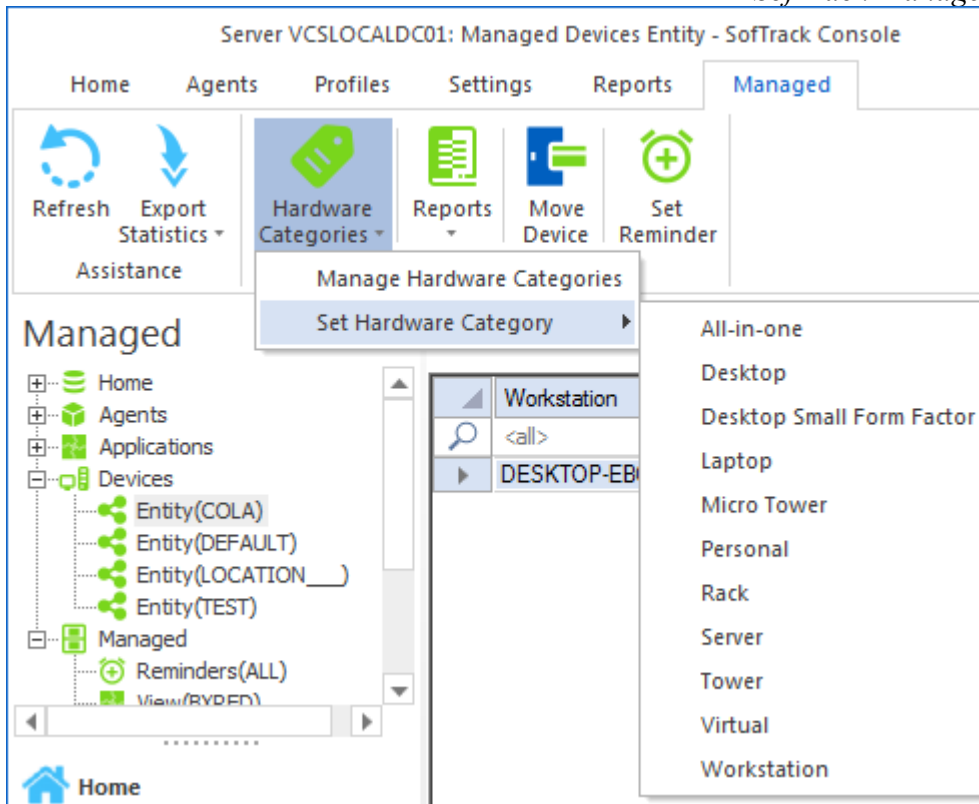 Server VCSLOCALDC01: Managed Devices Entity - SofTrack Console
Home Agents Profiles Settings Reports Managed
Refresh
Export Statistics
Hardware Categories
Reports
Move Device
Set Reminder
Assistance
Manage Hardware Categories
Set Hardware Category
All-in-one
Desktop
Desktop Small Form Factor
Laptop
Micro Tower
Personal
Rack
Server
Tower
Virtual
Workstation
Managed
Home
Agents
Applications
Devices
Entity(COLA)
Entity(DEFAULT)
Entity(LOCATION___)
Entity(TEST)
Managed
Reminders(ALL)
Workstation
<all>
DESKTOP-EB
Home